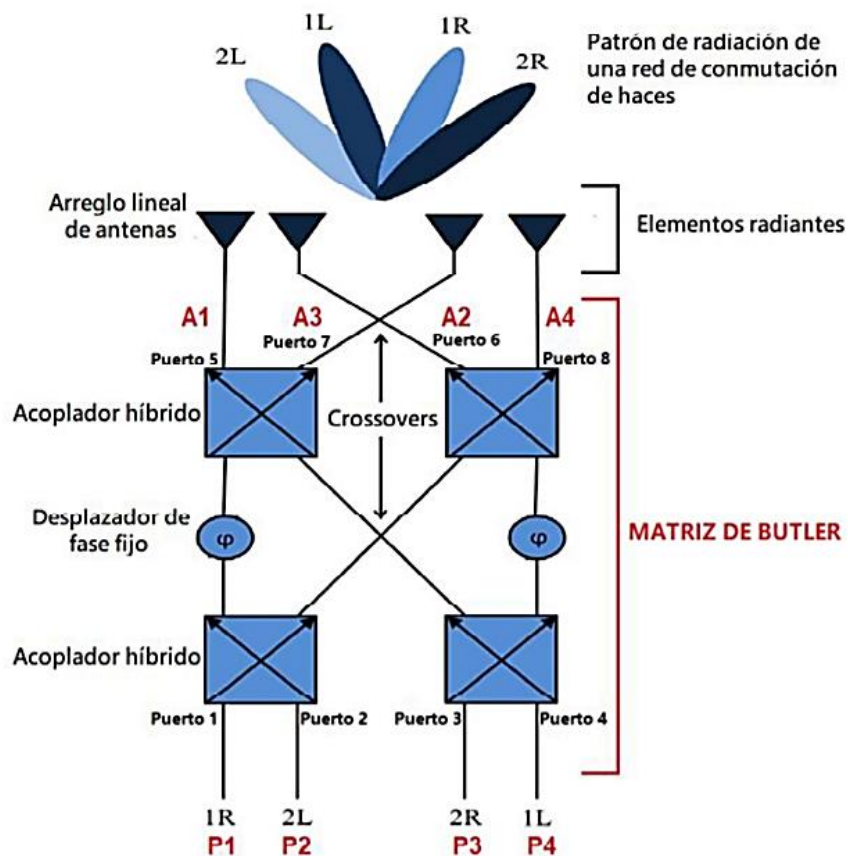 1L
1R
2L
2R
Patrón de radiación de
una red de conmutación
de haces
Arreglo lineal
de antenas
Elementos radiantes
A1
A3
A2
A4
Puerto 5
Puerto 7
Puerto 6
Puerto 8
Acoplador híbrido
Crossovers
Desplazador de
fase fijo
φ
φ
MATRIZ DE BUTLER
Acoplador híbrido
Puerto 1
Puerto 2
Puerto 3
Puerto 4
1R
2L
2R
1L
P1
P2
P3
P4